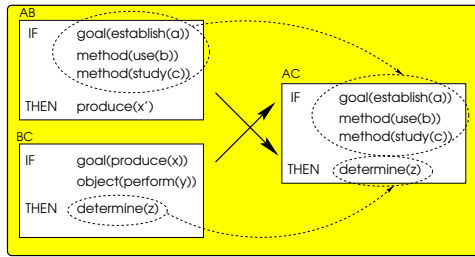 AB
IF goal(establish(a))
method(use(b))
method(study(c))
THEN produce(x')
BC
IF goal(produce(x))
object(perform(y))
THEN determine(z)
AC
IF goal(establish(a))
method(use(b))
method(study(c))
THEN determine(z)